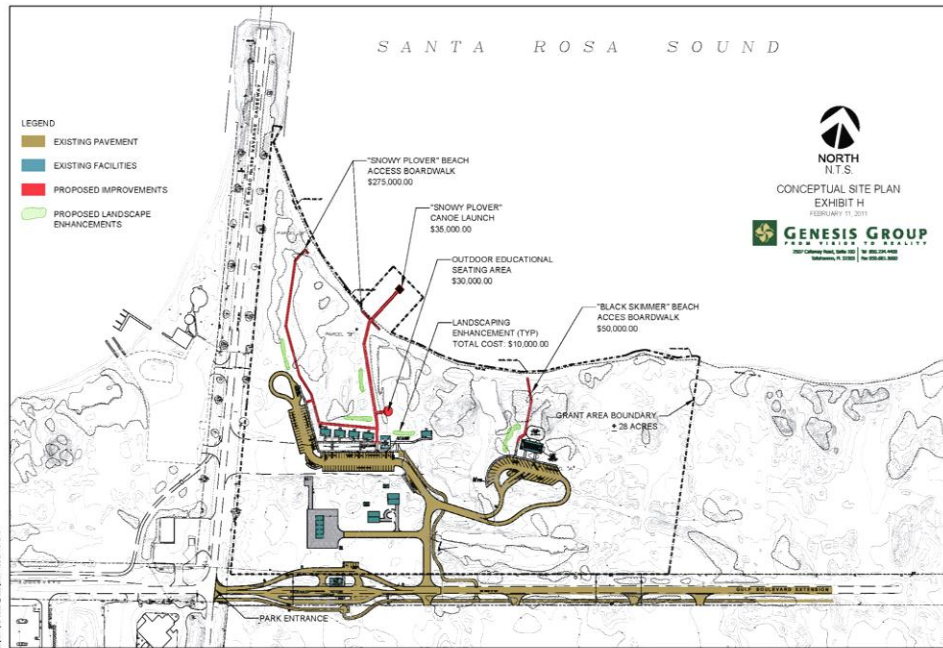 SANTA ROSA SOUND
LEGEND
EXISTING PAVEMENT
EXISTING FACILITIES
PROPOSED IMPROVEMENTS
PROPOSED LANDSCAPE
ENHANCEMENTS
"SNOWY PLOVER" BEACH
ACCESS BOARDWALK
$275,000.00
"SNOWY PLOVER"
CANOE LAUNCH
$35,000.00
OUTDOOR EDUCATIONAL
SEATING AREA
$30,000.00
LANDSCAPING
ENHANCEMENT (TYP)
TOTAL COST: $10,000.00
"BLACK SKIMMER" BEACH
ACCES BOARDWALK
$50,000.00
GRANT AREA BOUNDARY
± 28 ACRES
NORTH
N.T.S.
CONCEPTUAL SITE PLAN
EXHIBIT H
FEBRUARY 11, 2011
GENESIS GROUP
FROM VISION TO REALITY
PARCEL "B"
GULF BOULEVARD EXTENSION
PARK ENTRANCE